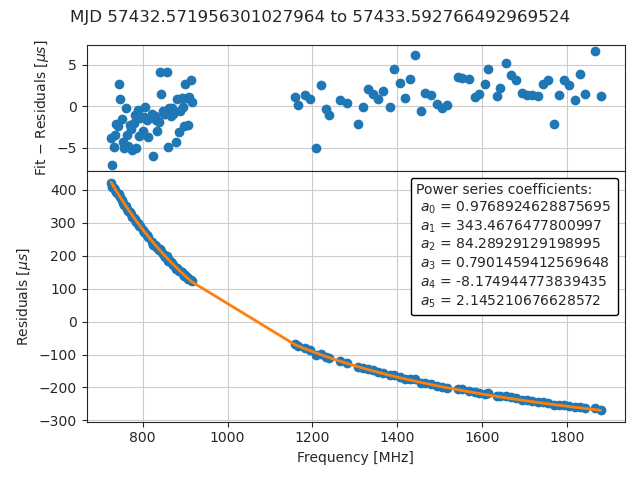 MJD 57432.571956301027964 to 57433.592766492969524
Fit − Residuals [μs]
5
0
−5
Residuals [μs]
400
300
200
100
0
−100
−200
−300
Power series coefficients:
a0 = 0.9768924628875695
a1 = 343.4676477800997
a2 = 84.28929129198995
a3 = 0.7901459412569648
a4 = -8.174944773839435
a5 = 2.145210676628572
800
1000
1200
1400
1600
1800
Frequency [MHz]